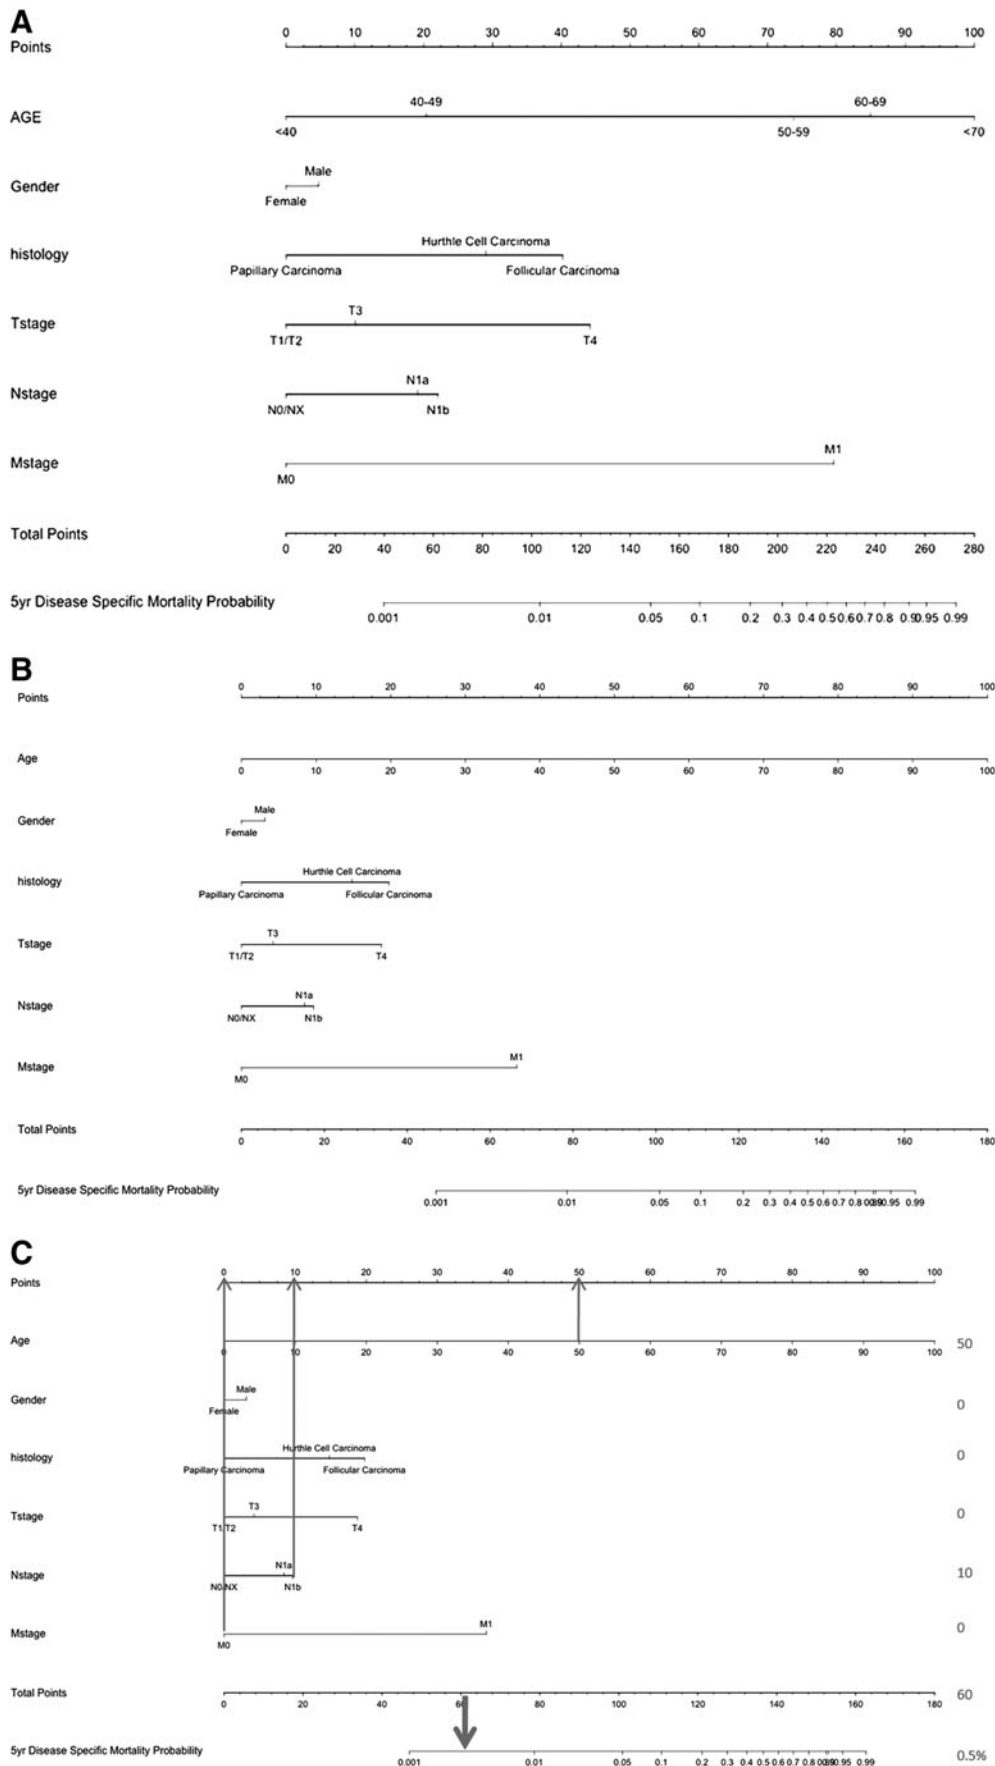 A
Points 0 10 20 30 40 50 60 70 80 90 100
40-49 60-69
AGE
<40 50-59 <70
Male
Gender
Female
Hurthle Cell Carcinoma
histology
Papillary Carcinoma Follicular Carcinoma
T3
Tstage
T1/T2 T4
N1a
Nstage
N0/NX N1b
M1
Mstage
M0
Total Points
0 20 40 60 80 100 120 140 160 180 200 220 240 260 280
5yr Disease Specific Mortality Probability
0.001 0.01 0.05 0.1 0.2 0.3 0.4 0.5 0.6 0.7 0.8 0.9 0.95 0.99
B
0 10 20 30 40 50 60 70 80 90 100
Points
Age
0 10 20 30 40 50 60 70 80 90 100
Male
Gender
Female
Hurthle Cell Carcinoma
histology
Papillary Carcinoma Follicular Carcinoma
T3
Tstage
T1/T2 T4
N1a
Nstage
N0/NX N1b
M1
Mstage
M0
Total Points
0 20 40 60 80 100 120 140 160 180
5yr Disease Specific Mortality Probability
0.001 0.01 0.05 0.1 0.2 0.3 0.4 0.5 0.6 0.7 0.8 0.95 0.99
C
0 10 20 30 40 50 60 70 80 90 100
Points
Age 50
0 10 20 30 40 50 60 70 80 90 100
Male
Gender 0
Female
Hurthle Cell Carcinoma
histology 0
Papillary Carcinoma Follicular Carcinoma
T3
Tstage 0
T1/T2 T4
N1a
Nstage 10
N0/NX N1b
M1
Mstage 0
M0
Total Points 60
0 20 40 60 80 100 120 140 160 180
5yr Disease Specific Mortality Probability 0.5%
0.001 0.01 0.05 0.1 0.2 0.3 0.4 0.5 0.6 0.7 0.8 0.95 0.99